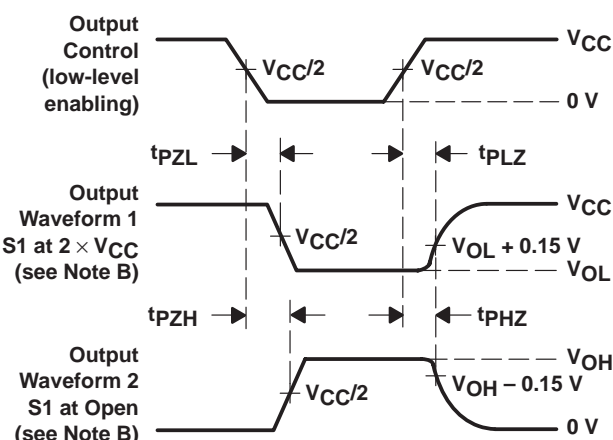 Output
Control
(low-level
enabling)
VCC/2
VCC/2
VCC
0 V
tPZL
tPLZ
Output
Waveform 1
S1 at 2 × VCC
(see Note B)
VCC/2
VCC
VOL + 0.15 V
VOL
tPZH
tPHZ
Output
Waveform 2
S1 at Open
(see Note B)
VCC/2
VOH
VOH – 0.15 V
0 V